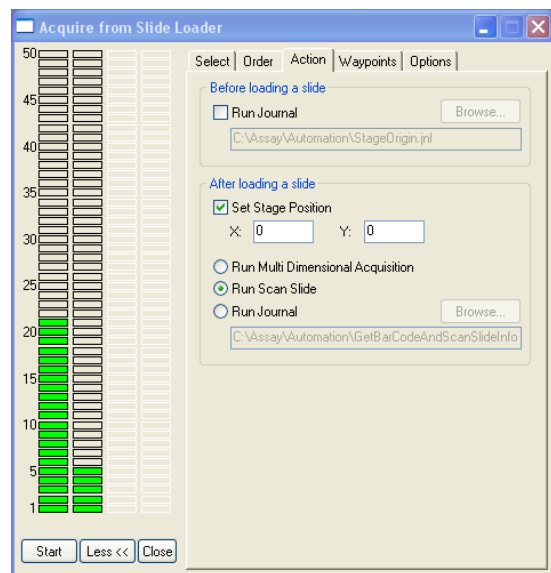 Acquire from Slide Loader
50
45
40
35
30
25
20
15
10
5
1
Start Less << Close
Select Order Action Waypoints Options
Before loading a slide
Run Journal Browse...
C:\Assay\Automation\StageOrigin.jnl
After loading a slide
Set Stage Position
X: 0 Y: 0
Run Multi Dimensional Acquisition
Run Scan Slide
Run Journal Browse...
C:\Assay\Automation\GetBarCodeAndScanSlideInfo